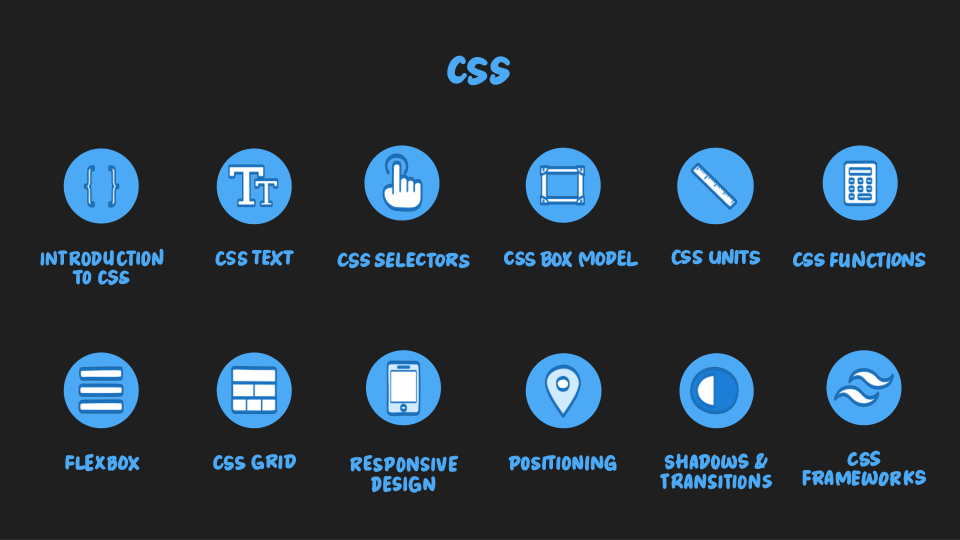 CSS
INTRODUCTION
TO CSS
CSS TEXT
CSS SELECTORS
CSS BOX MODEL
CSS UNITS
CSS FUNCTIONS
FLEXBOX
CSS GRID
RESPONSIVE
DESIGN
POSITIONING
SHADOWS &
TRANSITIONS
CSS
FRAMEWORKS